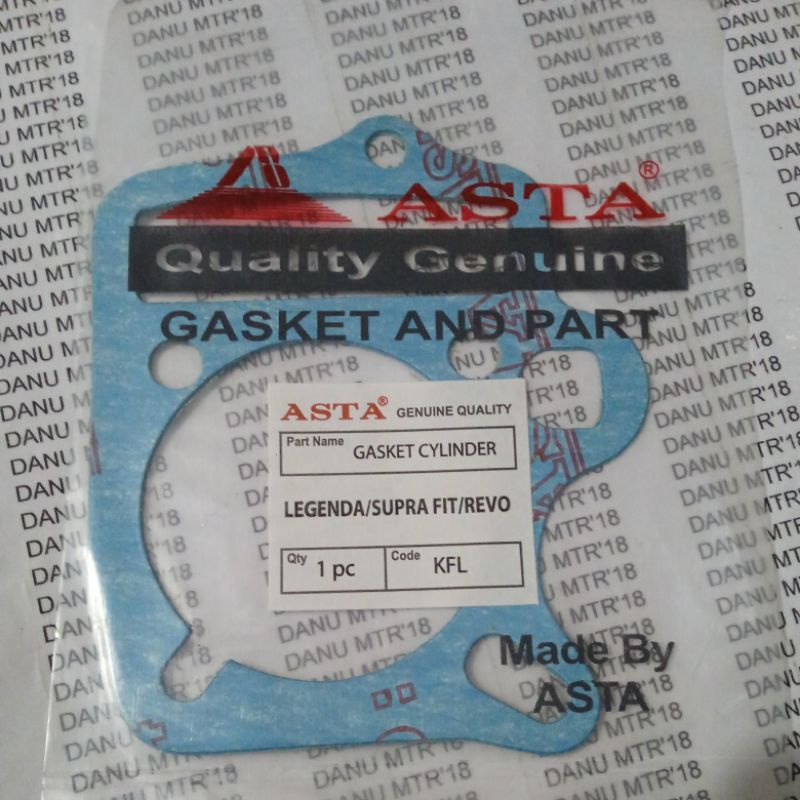 ASTA®
Quality Genuine
GASKET AND PART
ASTA® GENUINE QUALITY
Part Name GASKET CYLINDER
LEGENDA/SUPRA FIT/REVO
Qty 1 pc Code KFL
Made By
ASTA
DANU MTR'18